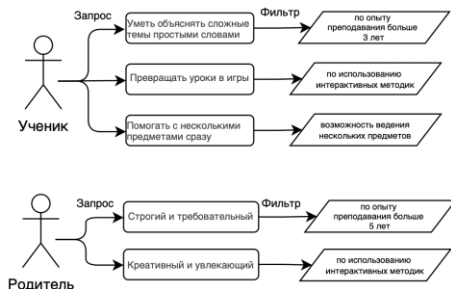 Запрос
Уметь объяснять сложные
темы простыми словами
Фильтр
по опыту
преподавания больше
3 лет
Превращать уроки в игры
по использованию
интерактивных методик
Ученик
Помогать с несколькими
предметами сразу
возможность ведения
нескольких предметов
Запрос
Строгий и требовательный
Фильтр
по опыту
преподавания больше
5 лет
Креативный и увлекающий
по использованию
интерактивных методик
Родитель